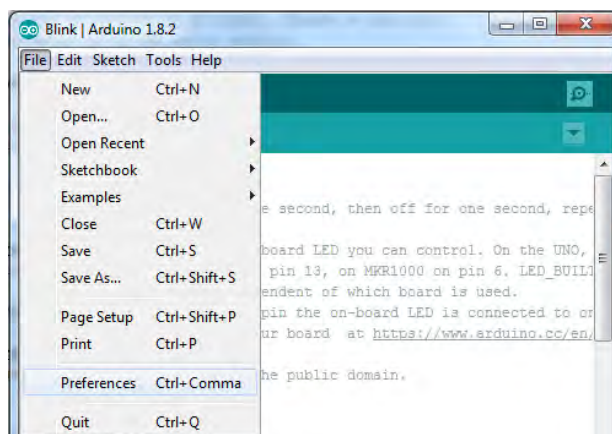 Blink | Arduino 1.8.2
File Edit Sketch Tools Help
New Ctrl+N
Open... Ctrl+O
Open Recent
Sketchbook
Examples
Close Ctrl+W
Save Ctrl+S
Save As... Ctrl+Shift+S
Page Setup Ctrl+Shift+P
Print Ctrl+P
Preferences Ctrl+Comma
Quit Ctrl+Q
e second, then off for one second, repe
board LED you can control. On the UNO,
pin 13, on MKR1000 on pin 6. LED_BUILT
endent of which board is used.
pin the on-board LED is connected to on
ur board at https://www.arduino.cc/en/
he public domain.